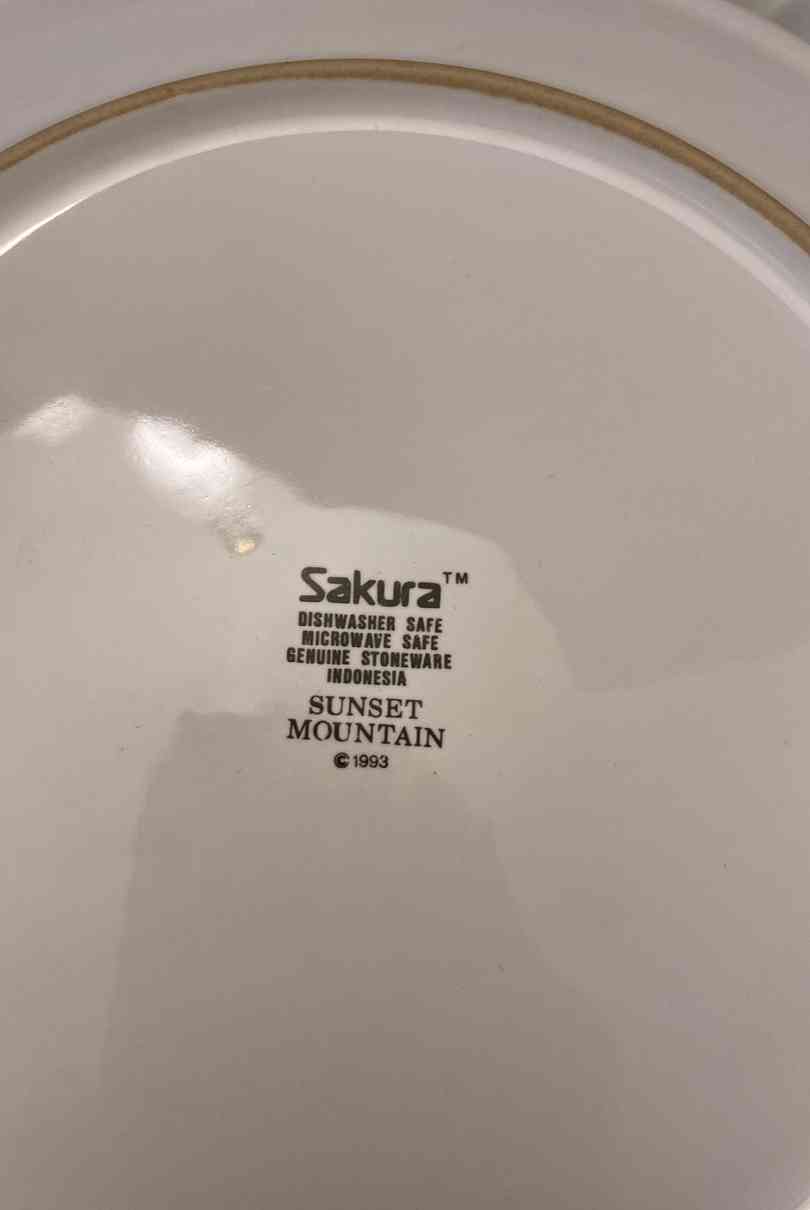 Sakura™
DISHWASHER SAFE
MICROWAVE SAFE
GENUINE STONEWARE
INDONESIA
SUNSET
MOUNTAIN
©1993